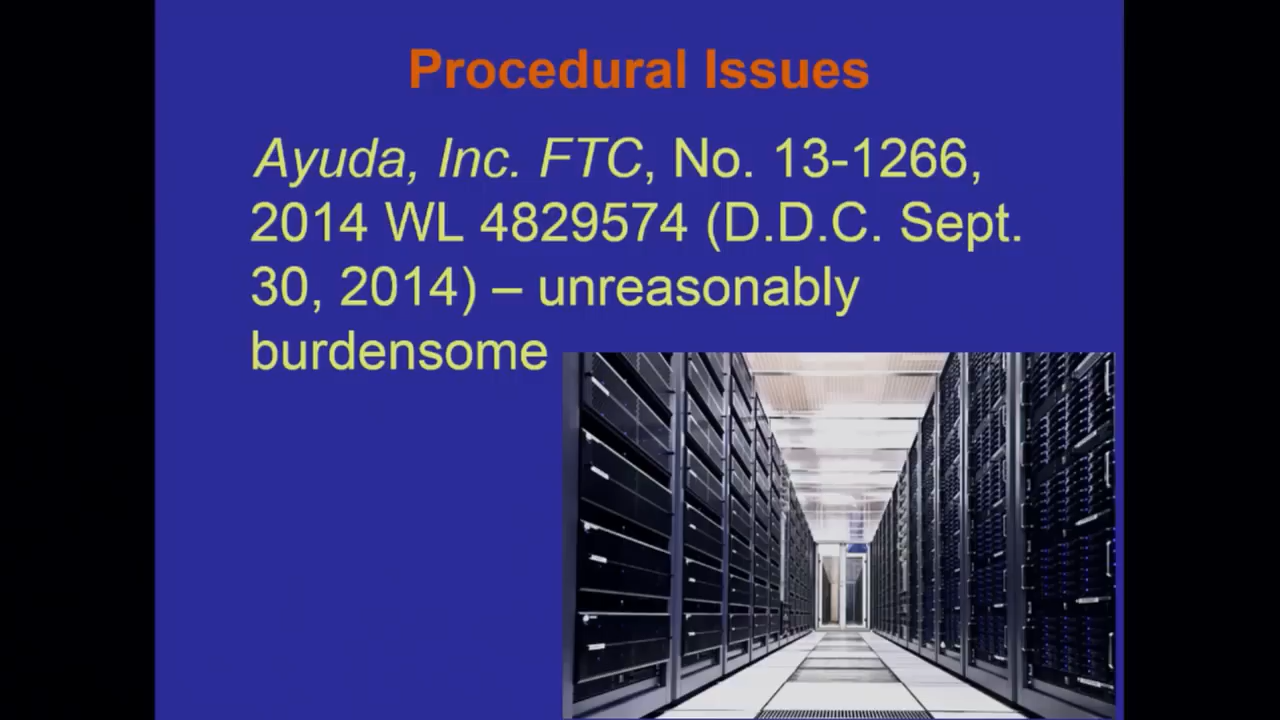 Procedural Issues
Ayuda, Inc. FTC, No. 13-1266,
2014 WL 4829574 (D.D.C. Sept.
30, 2014) – unreasonably
burdensome